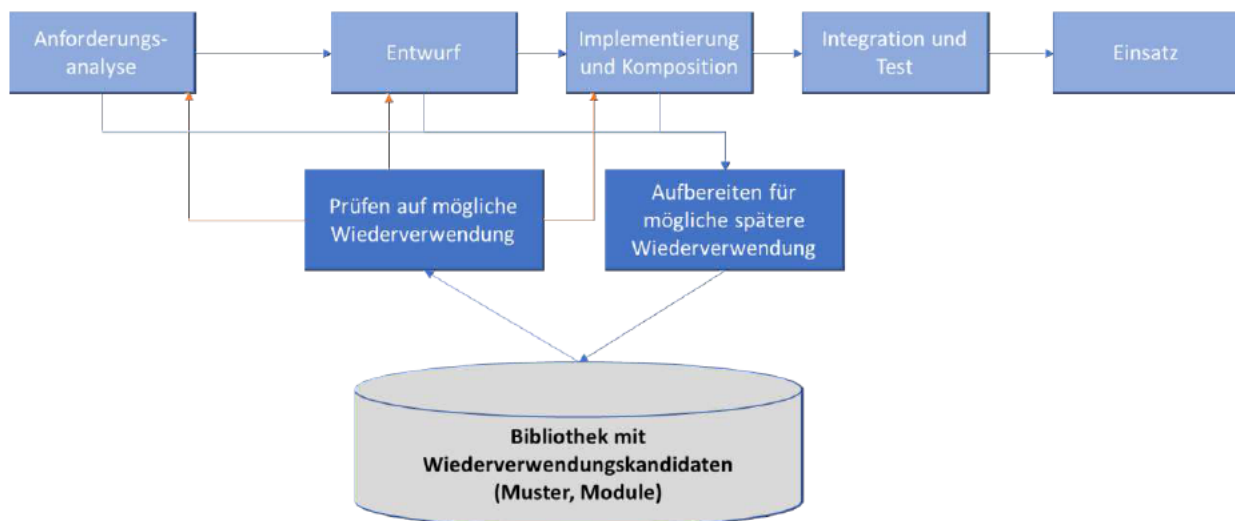 Anforderungs-
analyse
Entwurf
Implementierung
und Komposition
Integration und
Test
Einsatz
Prüfen auf mögliche
Wiederverwendung
Aufbereiten für
mögliche spätere
Wiederverwendung
Bibliothek mit
Wiederverwendungskandidaten
(Muster, Module)